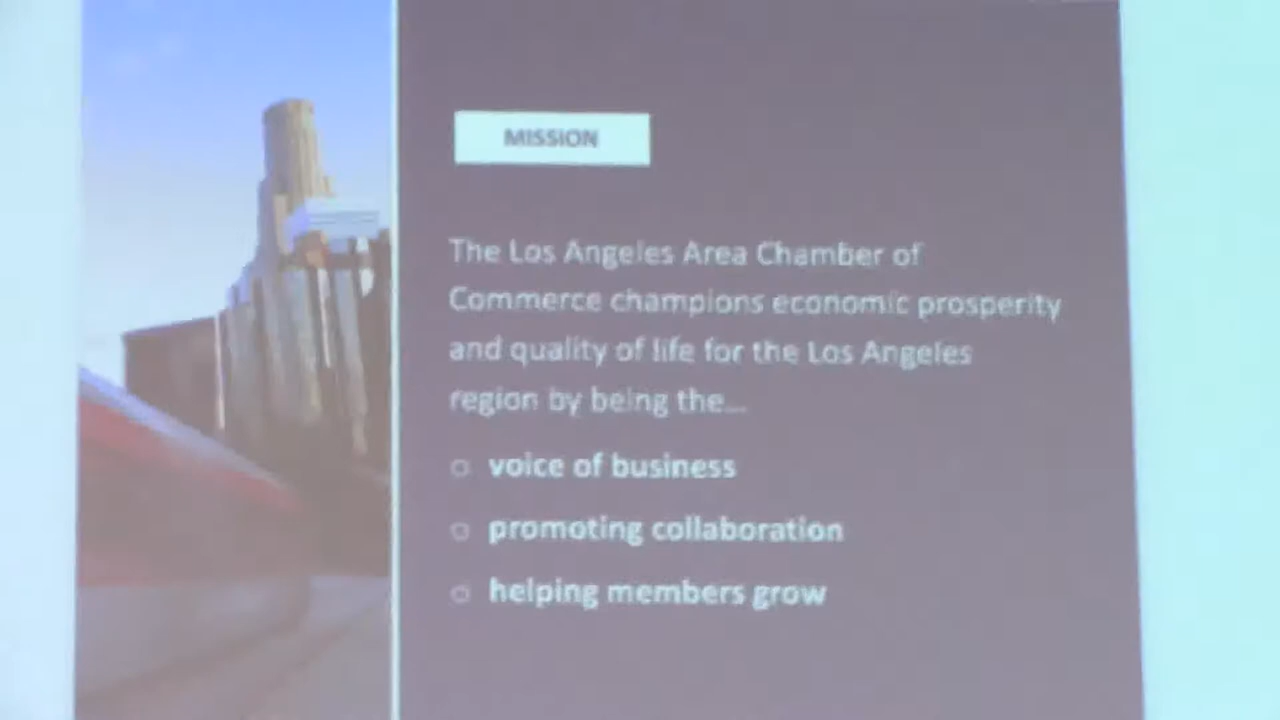 MISSION
The Los Angeles Area Chamber of
Commerce champions economic prosperity
and quality of life for the Los Angeles
region by being the...
o voice of business
o promoting collaboration
o helping members grow